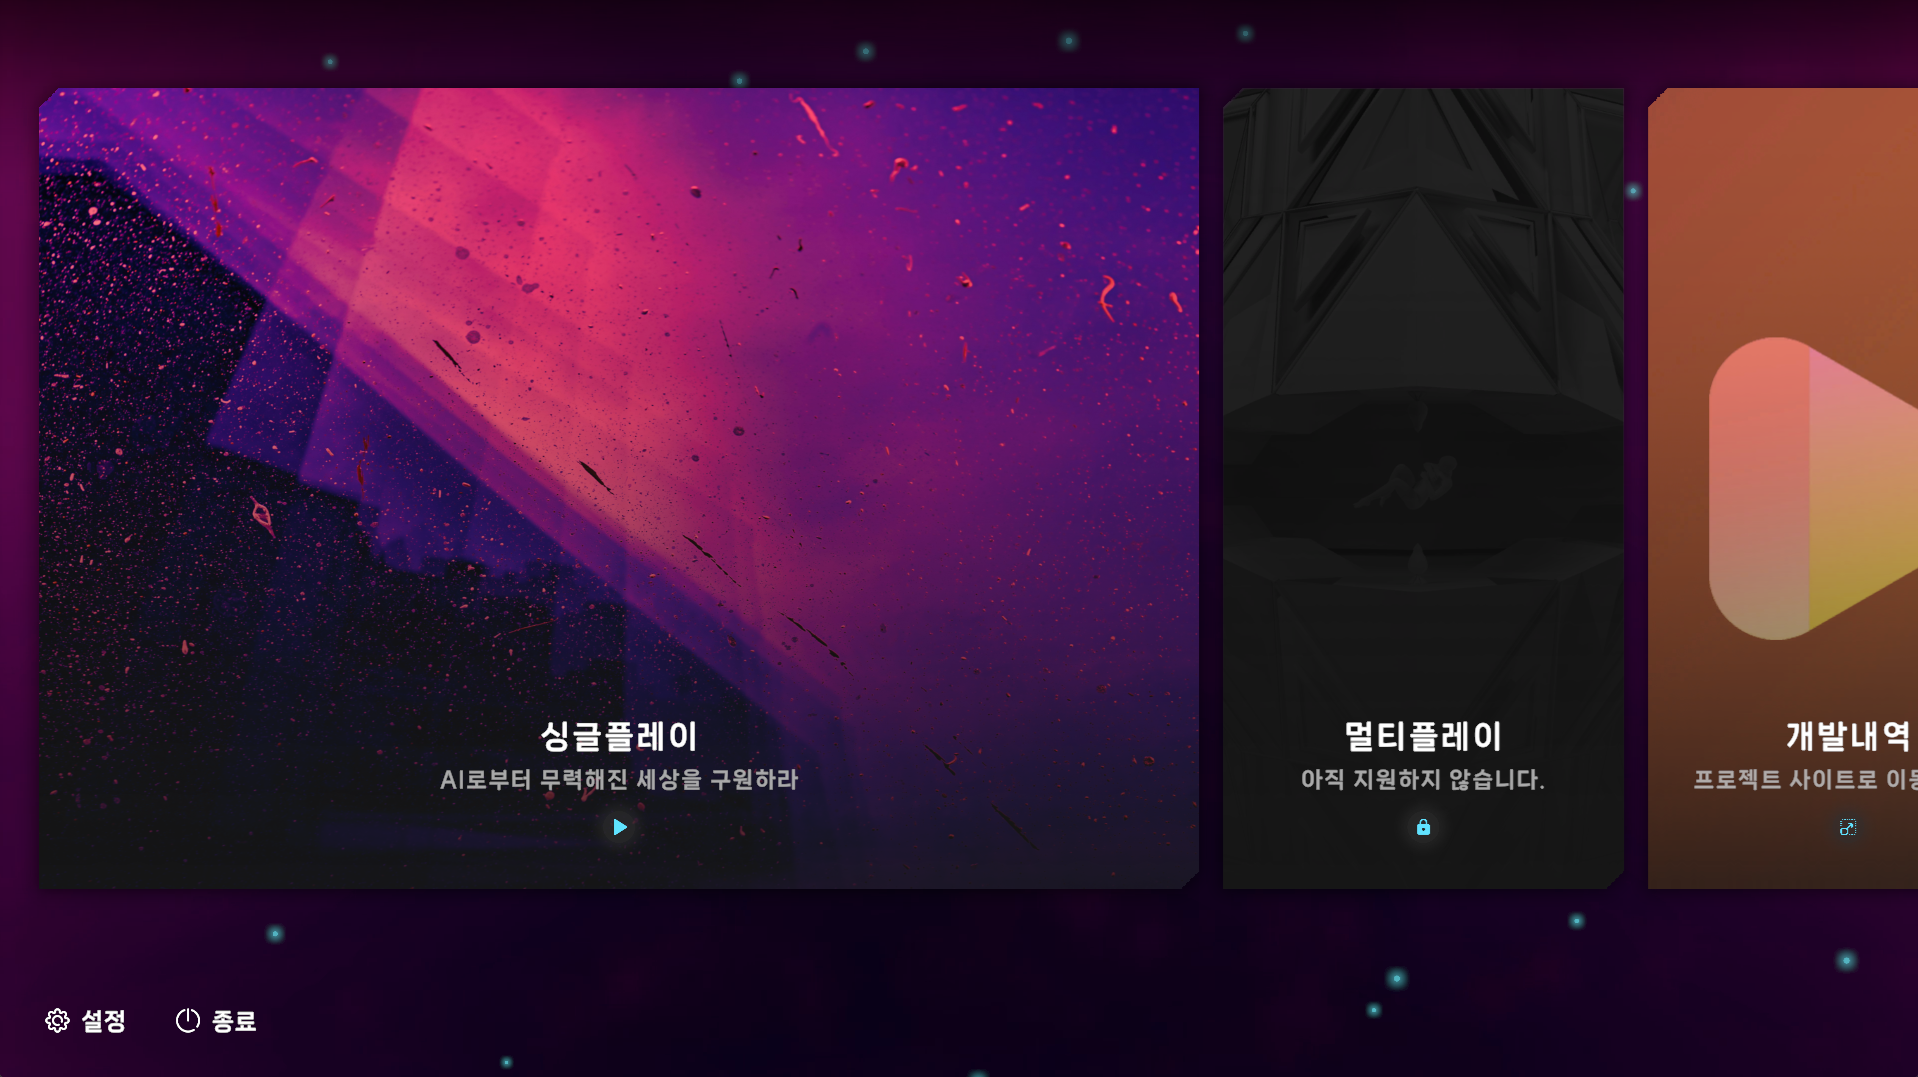 싱글플레이
AI로부터 무력해진 세상을 구원하라
멀티플레이
아직 지원하지 않습니다.
개발내역
프로젝트 사이트로
설정
종료